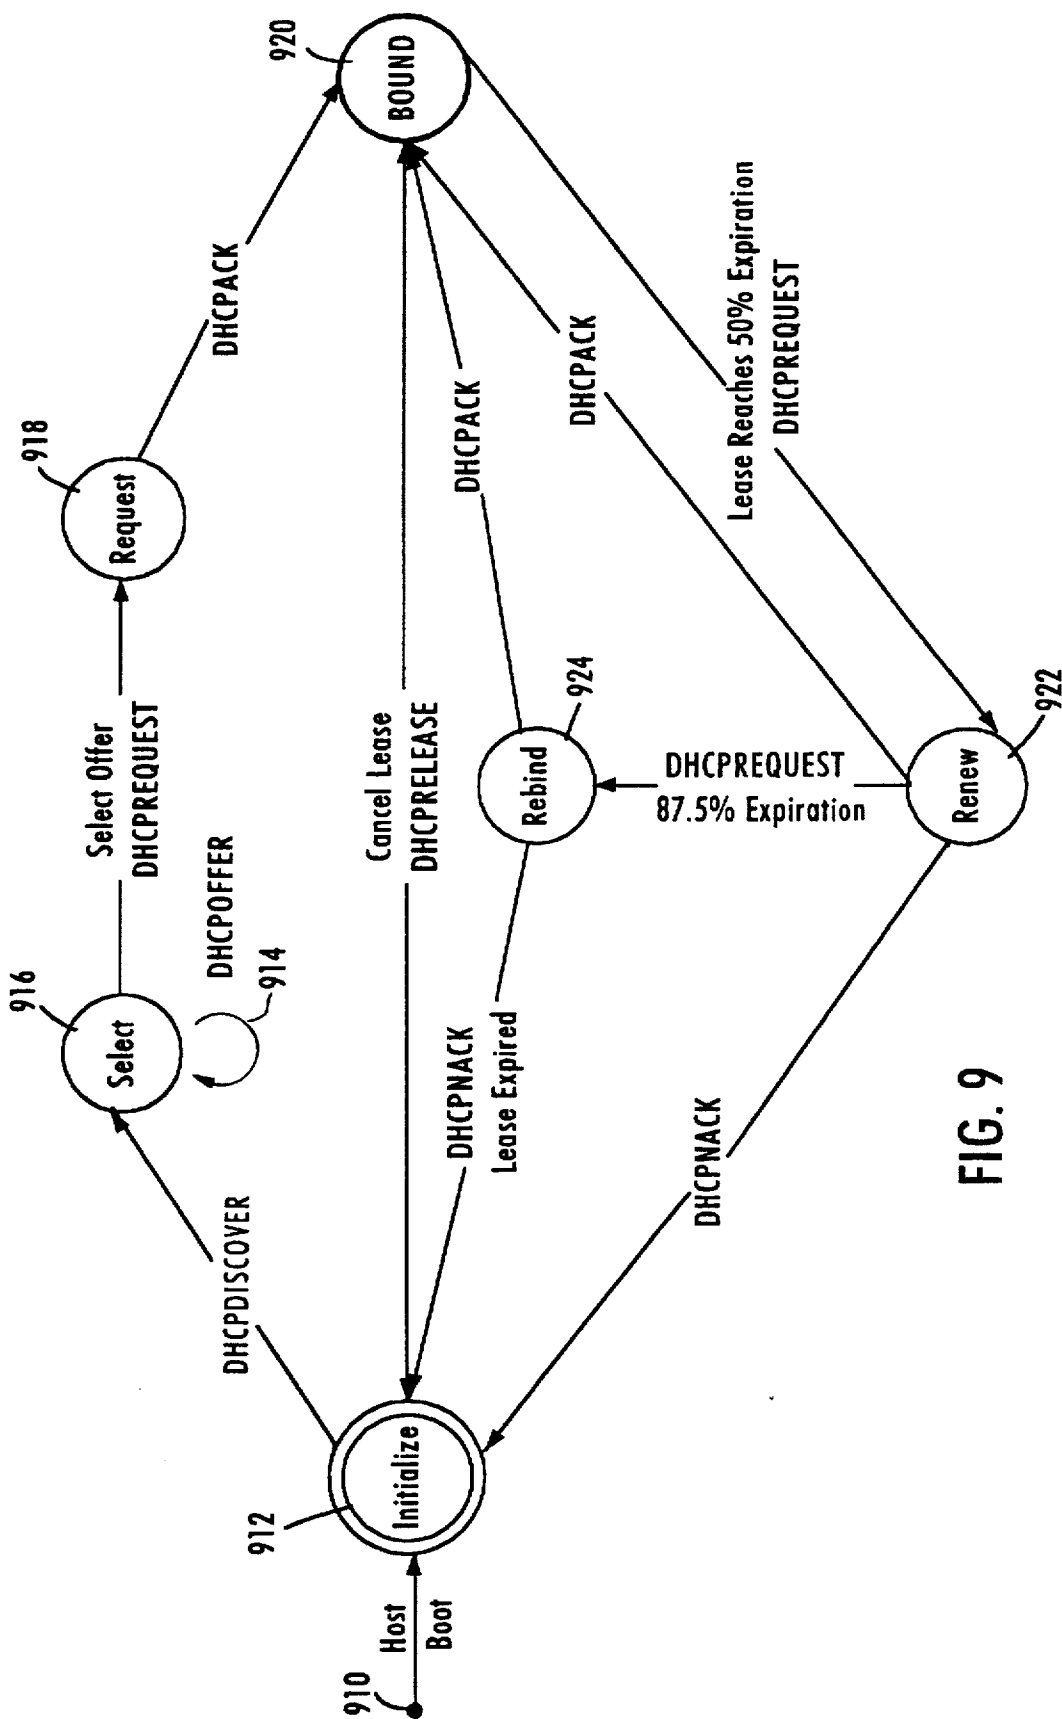 910
Host
Boot
912
Initialize
DHCPDISCOVER
916
Select
DHCPOFFER
914
Select Offer
DHCPREQUEST
918
Request
DHCPACK
920
BOUND
Cancel Lease
DHCPRELEASE
DHCPNACK
Lease Expired
Rebind
924
DHCPACK
DHCPREQUEST
87.5% Expiration
DHCPACK
Lease Reaches 50% Expiration
DHCPREQUEST
DHCPNACK
Renew
922
FIG. 9